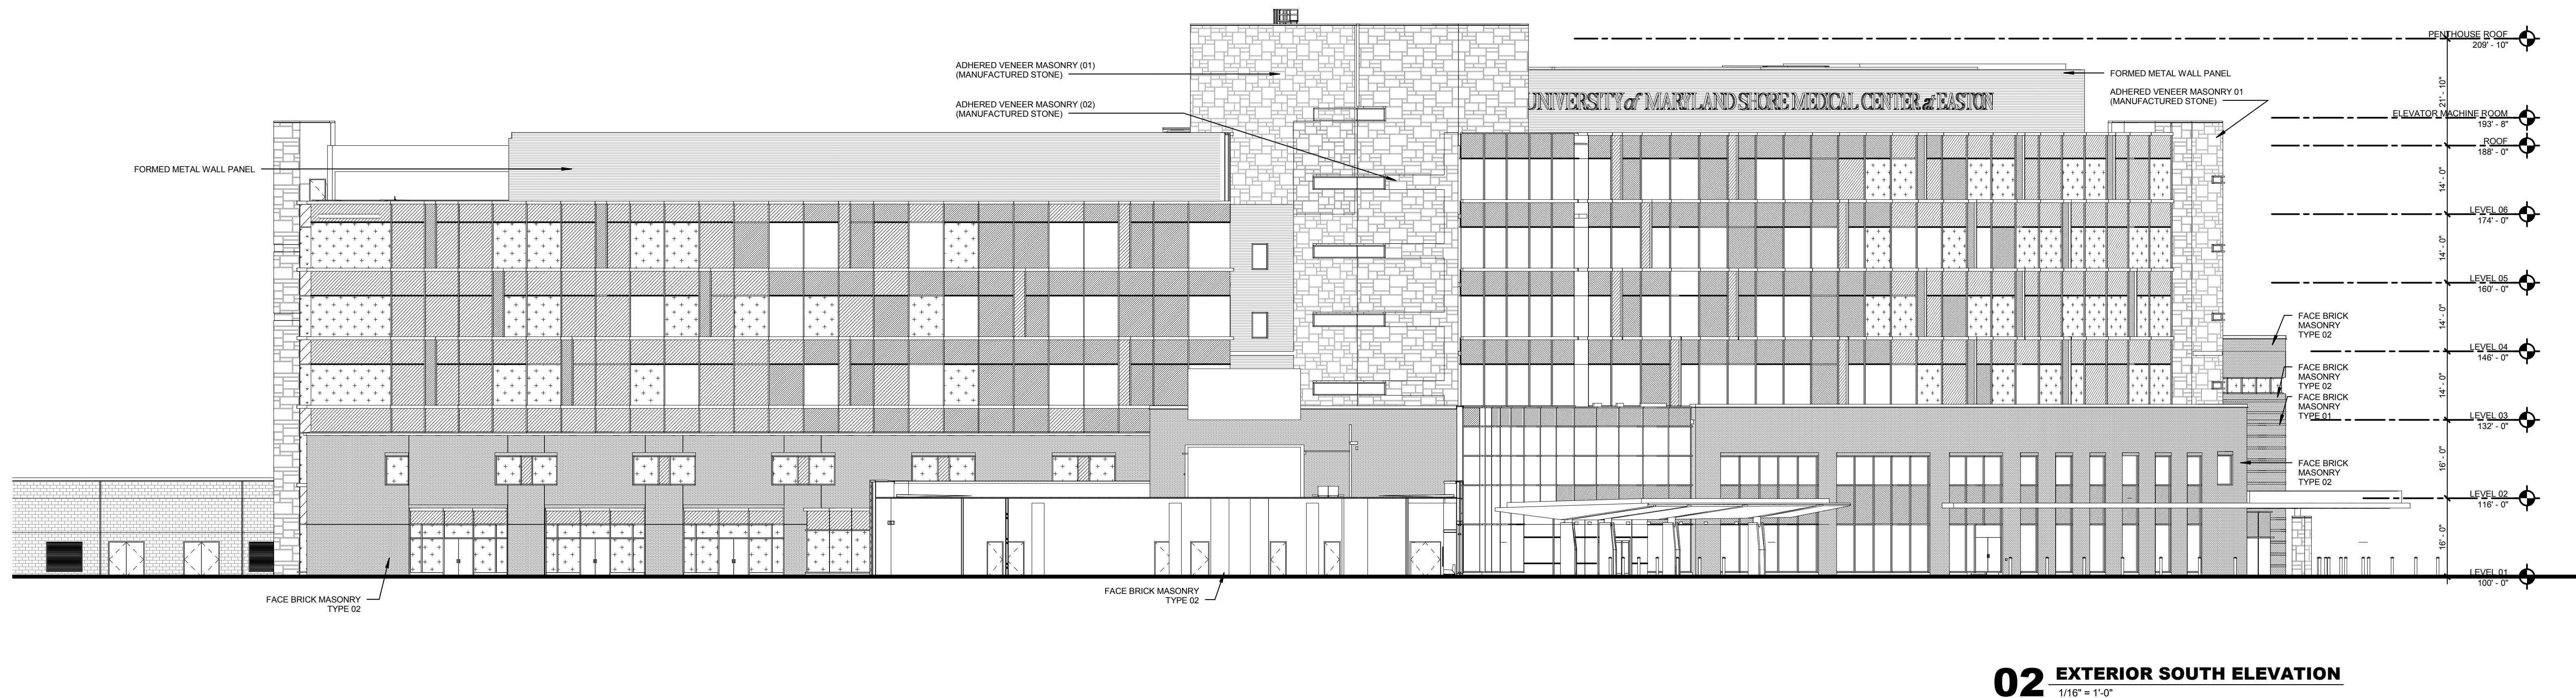 ADHERED VENEER MASONRY (01)
(MANUFACTURED STONE)
ADHERED VENEER MASONRY (02)
(MANUFACTURED STONE)
FORMED METAL WALL PANEL
UNIVERSITY of MARYLAND SHORE MEDICAL CENTER at EASTON
FORMED METAL WALL PANEL
ADHERED VENEER MASONRY 01
(MANUFACTURED STONE)
PENTHOUSE ROOF
209' - 10"
21' - 10"
ELEVATOR MACHINE ROOM
193' - 8"
ROOF
188' - 0"
14' - 0"
LEVEL 06
174' - 0"
14' - 0"
LEVEL 05
160' - 0"
14' - 0"
LEVEL 04
146' - 0"
14' - 0"
LEVEL 03
132' - 0"
16' - 0"
LEVEL 02
116' - 0"
16' - 0"
LEVEL 01
100' - 0"
FACE BRICK
MASONRY
TYPE 02
FACE BRICK
MASONRY
TYPE 02
FACE BRICK
MASONRY
TYPE 01
FACE BRICK
MASONRY
TYPE 02
FACE BRICK MASONRY
TYPE 02
FACE BRICK MASONRY
TYPE 02
02 EXTERIOR SOUTH ELEVATION
1/16" = 1'-0"